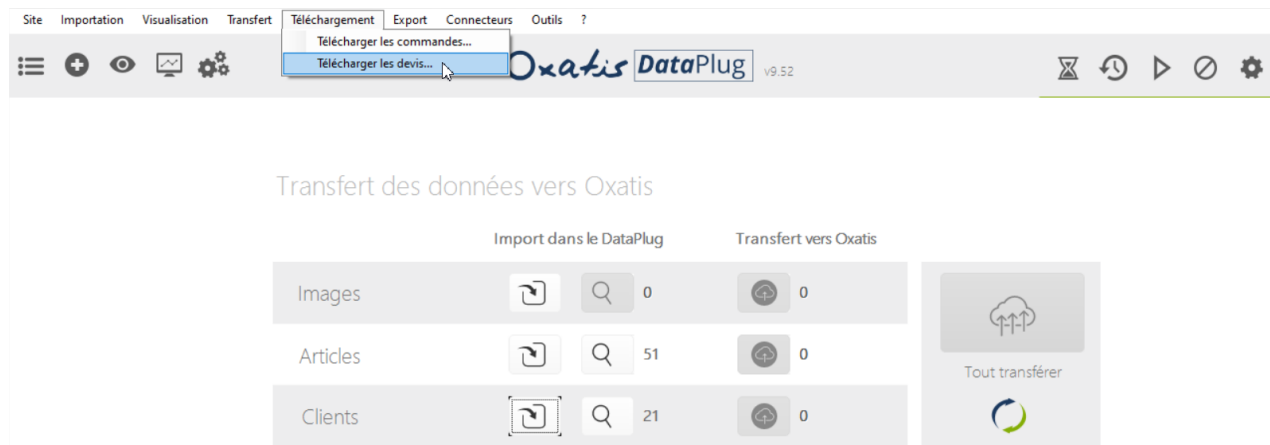 Site Importation Visualisation Transfert Téléchargement Export Connecteurs Outils ?
Télécharger les commandes...
Télécharger les devis...
Oxatis DataPlug v9.52
Transfert des données vers Oxatis
Import dans le DataPlug Transfert vers Oxatis
Images 0 0
Articles 51 0
Tout transférer
Clients 21 0